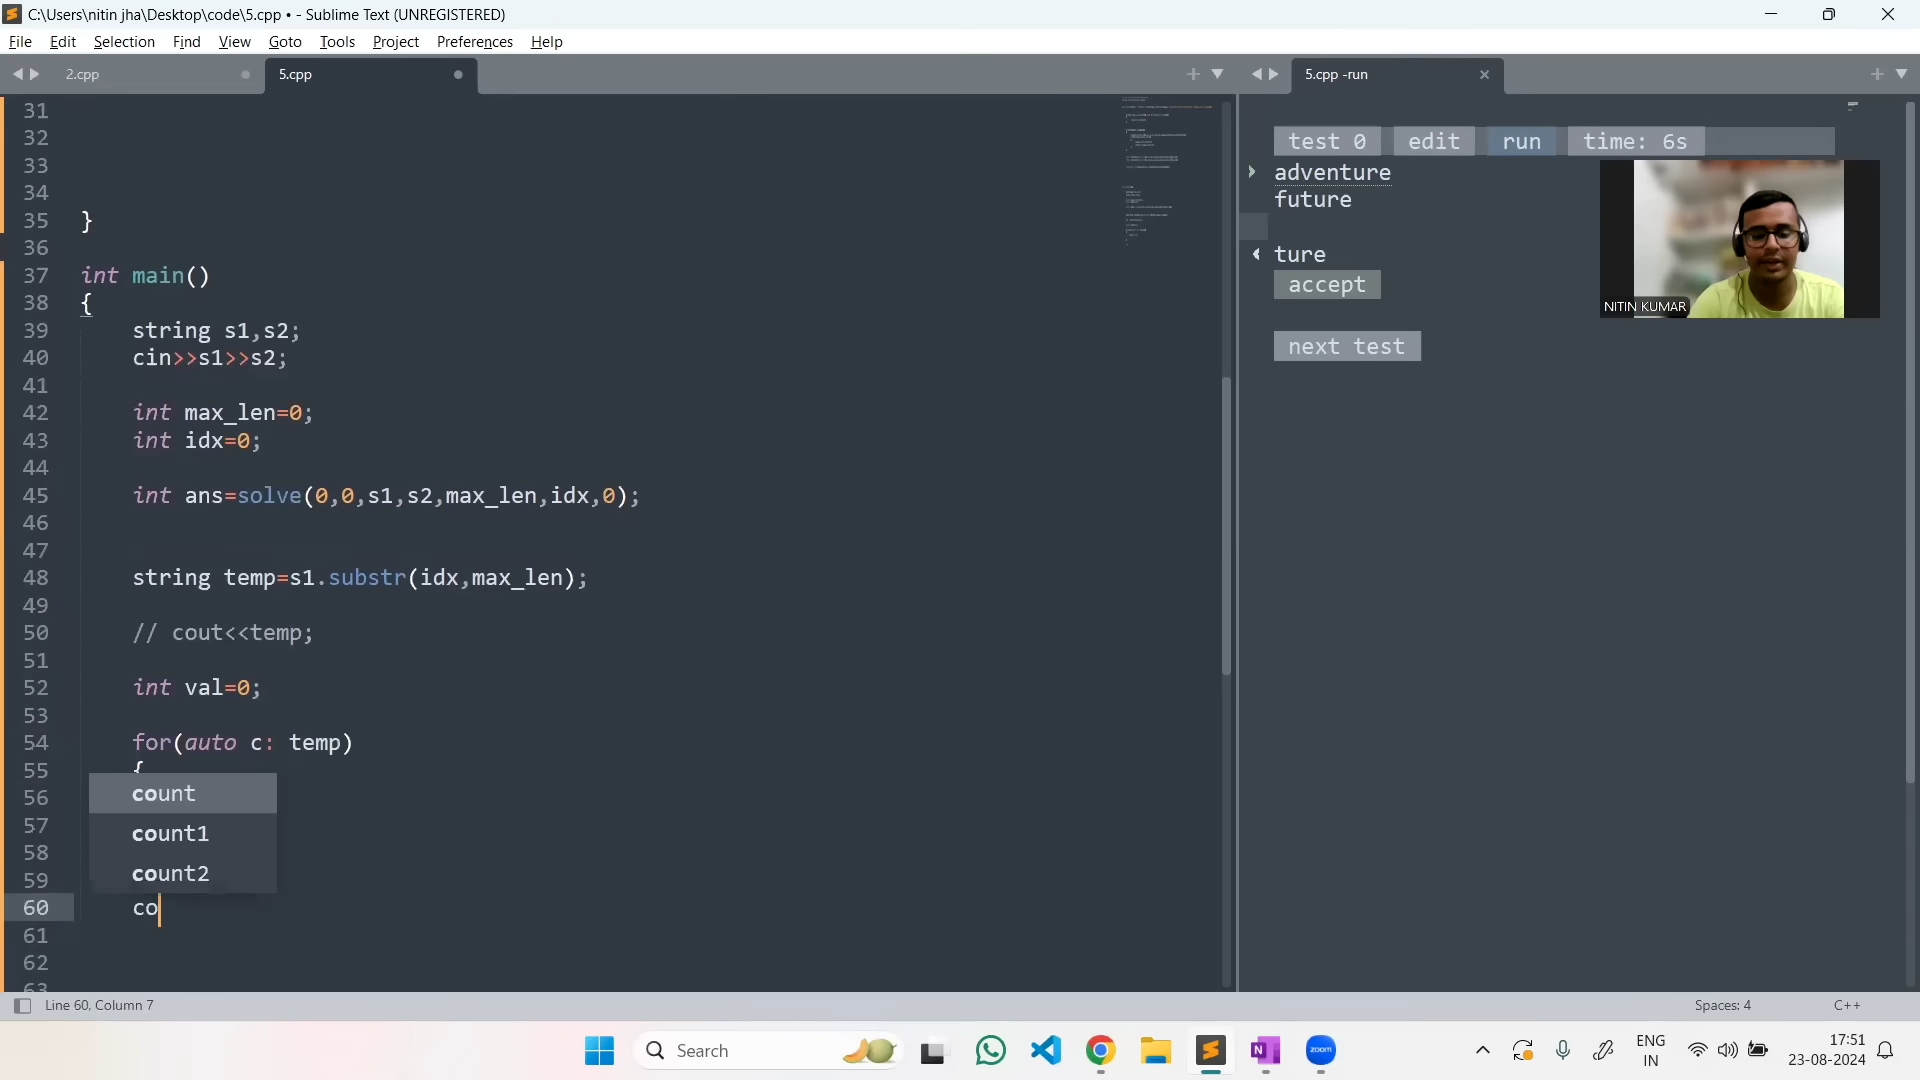 C:\Users\nitin jha\Desktop\code\5.cpp • - Sublime Text (UNREGISTERED)
File Edit Selection Find View Goto Tools Project Preferences Help
2.cpp
5.cpp
5.cpp -run
31
32
33
34
35 }
36
37 int main()
38 {
39 string s1,s2;
40 cin>>s1>>s2;
41
42 int max_len=0;
43 int idx=0;
44
45 int ans=solve(0,0,s1,s2,max_len,idx,0);
46
47
48 string temp=s1.substr(idx,max_len);
49
50 // cout<<temp;
51
52 int val=0;
53
54 for(auto c: temp)
55 {
56
57
58
59
60 co
61
62
63
count
count1
count2
test 0 edit run time: 6s
adventure
future
ture
accept
next test
NITIN KUMAR
Line 60, Column 7
Spaces: 4
C++
Search
zoom
ENG
IN
17:51
23-08-2024